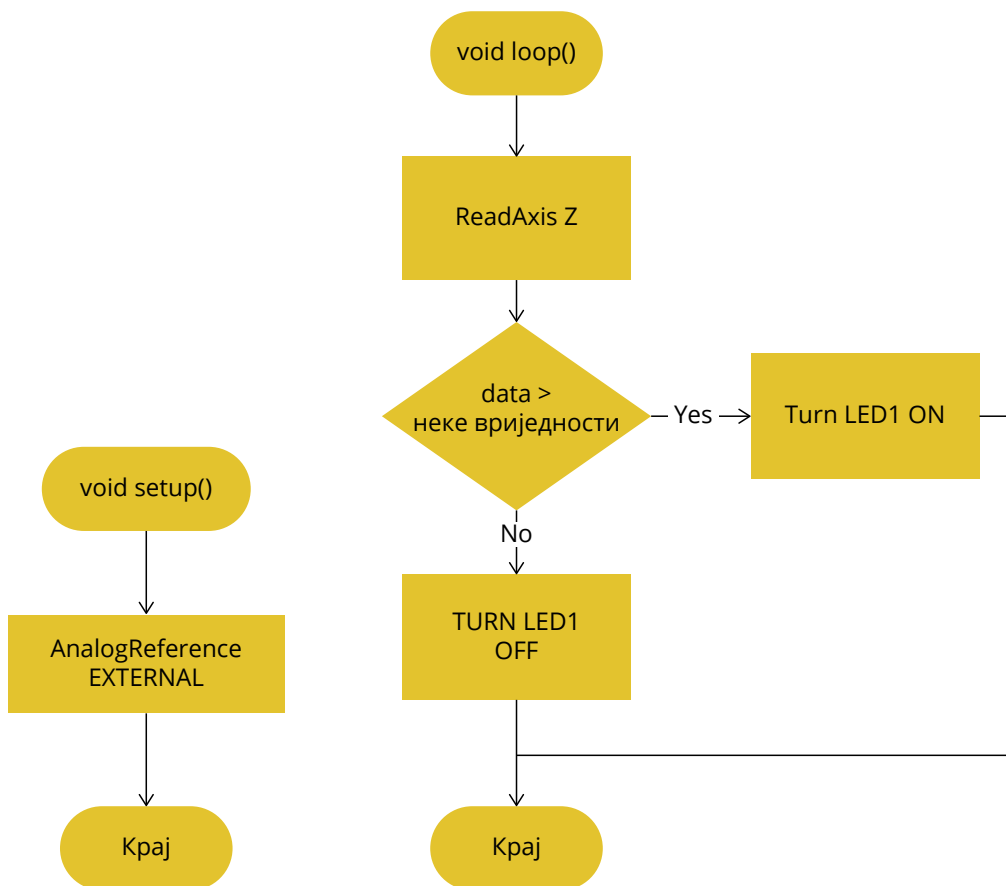 void loop()
ReadAxis Z
data >
неке вриједности
Yes
Turn LED1 ON
No
TURN LED1
OFF
Крај
void setup()
AnalogReference
EXTERNAL
Крај